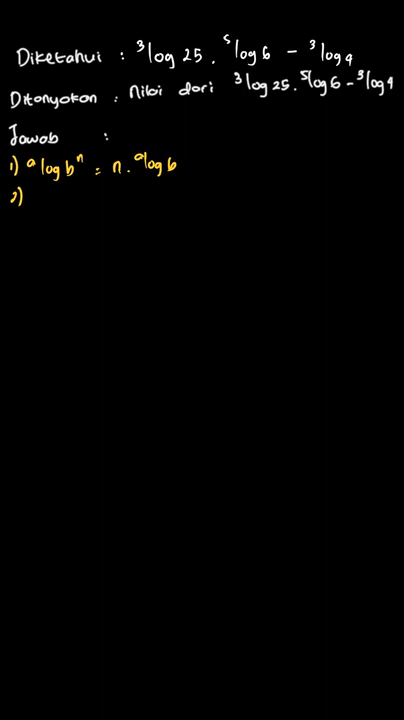 Diketahui : ³log 25 . ⁵log 6 − ³log 4
Ditanyakan : Nilai dari ³log 25 . ⁵log 6 − ³log 4
Jawab :
1) ᵃlog bⁿ = n . ᵃlog b
2)